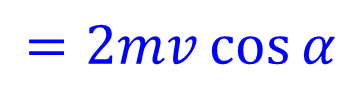 = 2mv cos α